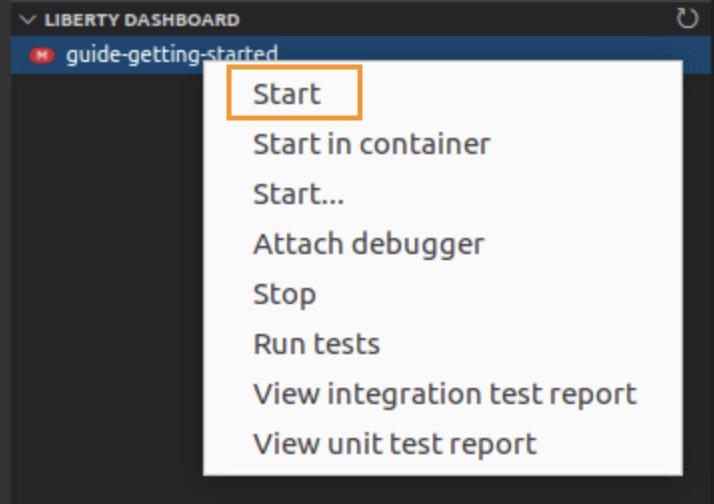 LIBERTY DASHBOARD
M guide-getting-started
Start
Start in container
Start...
Attach debugger
Stop
Run tests
View integration test report
View unit test report